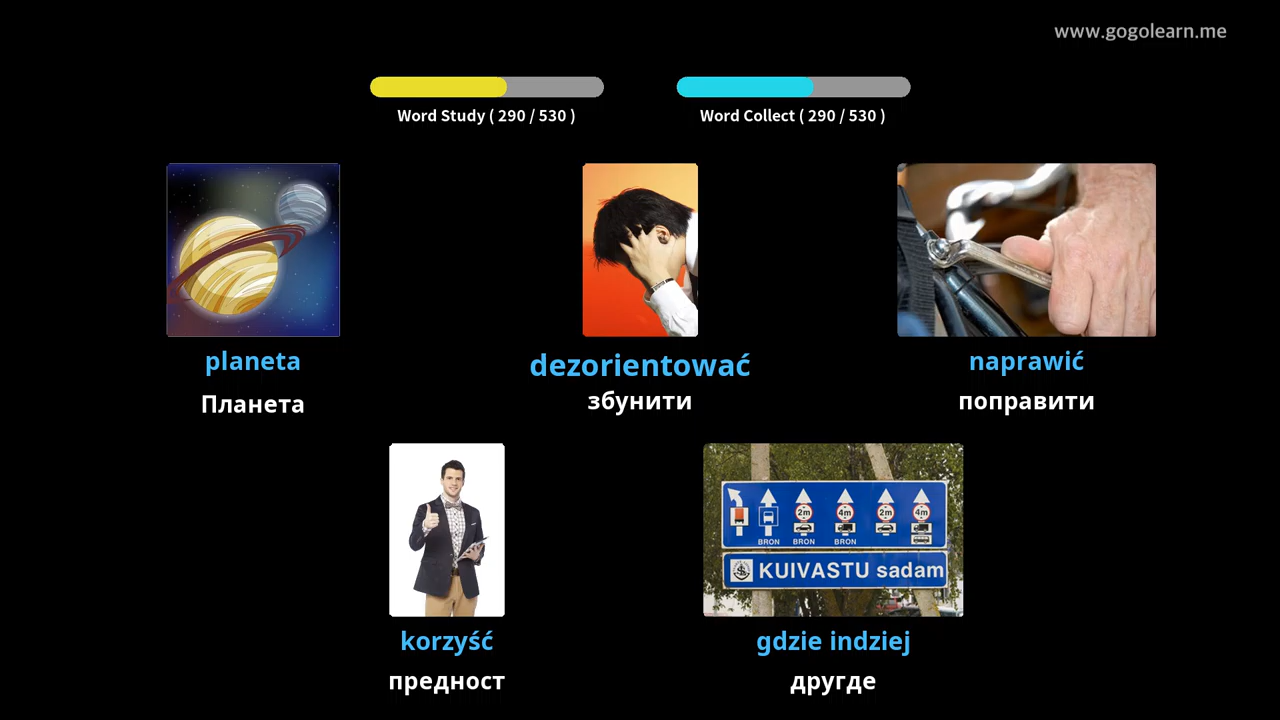 www.gogolearn.me
Word Study ( 290 / 530 )
Word Collect ( 290 / 530 )
planeta
Планета
dezorientować
збунити
naprawić
поправити
2m 4m 2m 4m
BRON BRON BRON
KUIVASTU sadam
korzyść
предност
gdzie indziej
другде